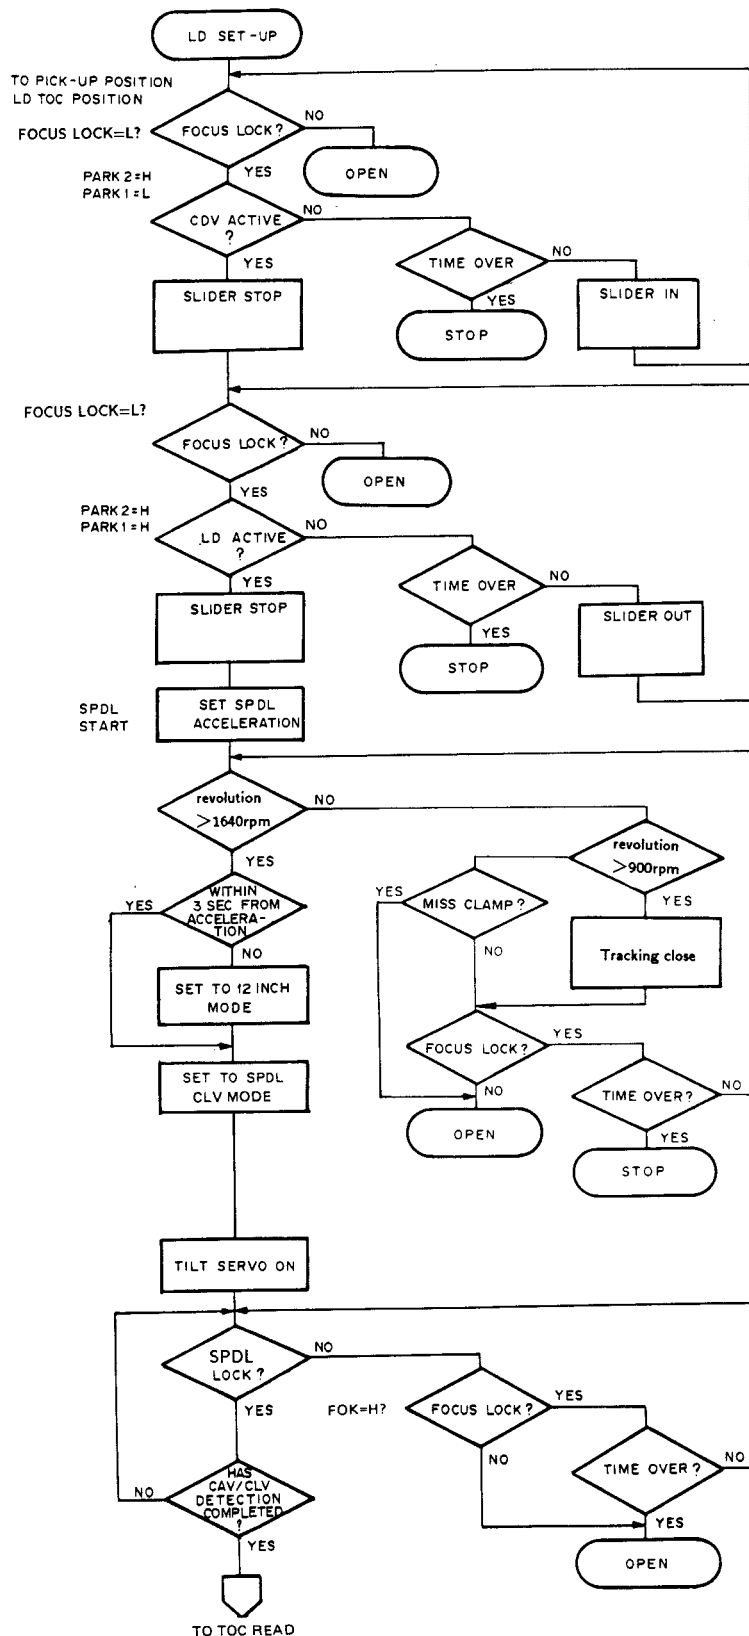 LD SET-UP
TO PICK-UP POSITION
LD TOC POSITION
FOCUS LOCK=L?
FOCUS LOCK?
NO
OPEN
YES
PARK 2=H
PARK 1=L
CDV ACTIVE
?
NO
YES
TIME OVER
NO
YES
STOP
SLIDER STOP
SLIDER IN
FOCUS LOCK=L?
FOCUS LOCK?
NO
OPEN
YES
PARK 2=H
PARK 1=H
LD ACTIVE
?
NO
YES
TIME OVER
NO
YES
STOP
SLIDER STOP
SLIDER OUT
SPDL
START
SET SPDL
ACCELERATION
revolution
>1640rpm
NO
YES
revolution
>900rpm
YES
WITHIN
3 SEC FROM
ACCELERA-
TION
YES
NO
MISS CLAMP?
YES
NO
Tracking close
SET TO 12 INCH
MODE
FOCUS LOCK?
YES
NO
SET TO SPDL
CLV MODE
TIME OVER?
NO
YES
OPEN
STOP
TILT SERVO ON
SPDL
LOCK?
NO
YES
FOK=H?
FOCUS LOCK?
YES
NO
HAS
CAV/CLV
DETECTION
COMPLETED
?
NO
YES
TIME OVER?
NO
YES
OPEN
TO TOC READ